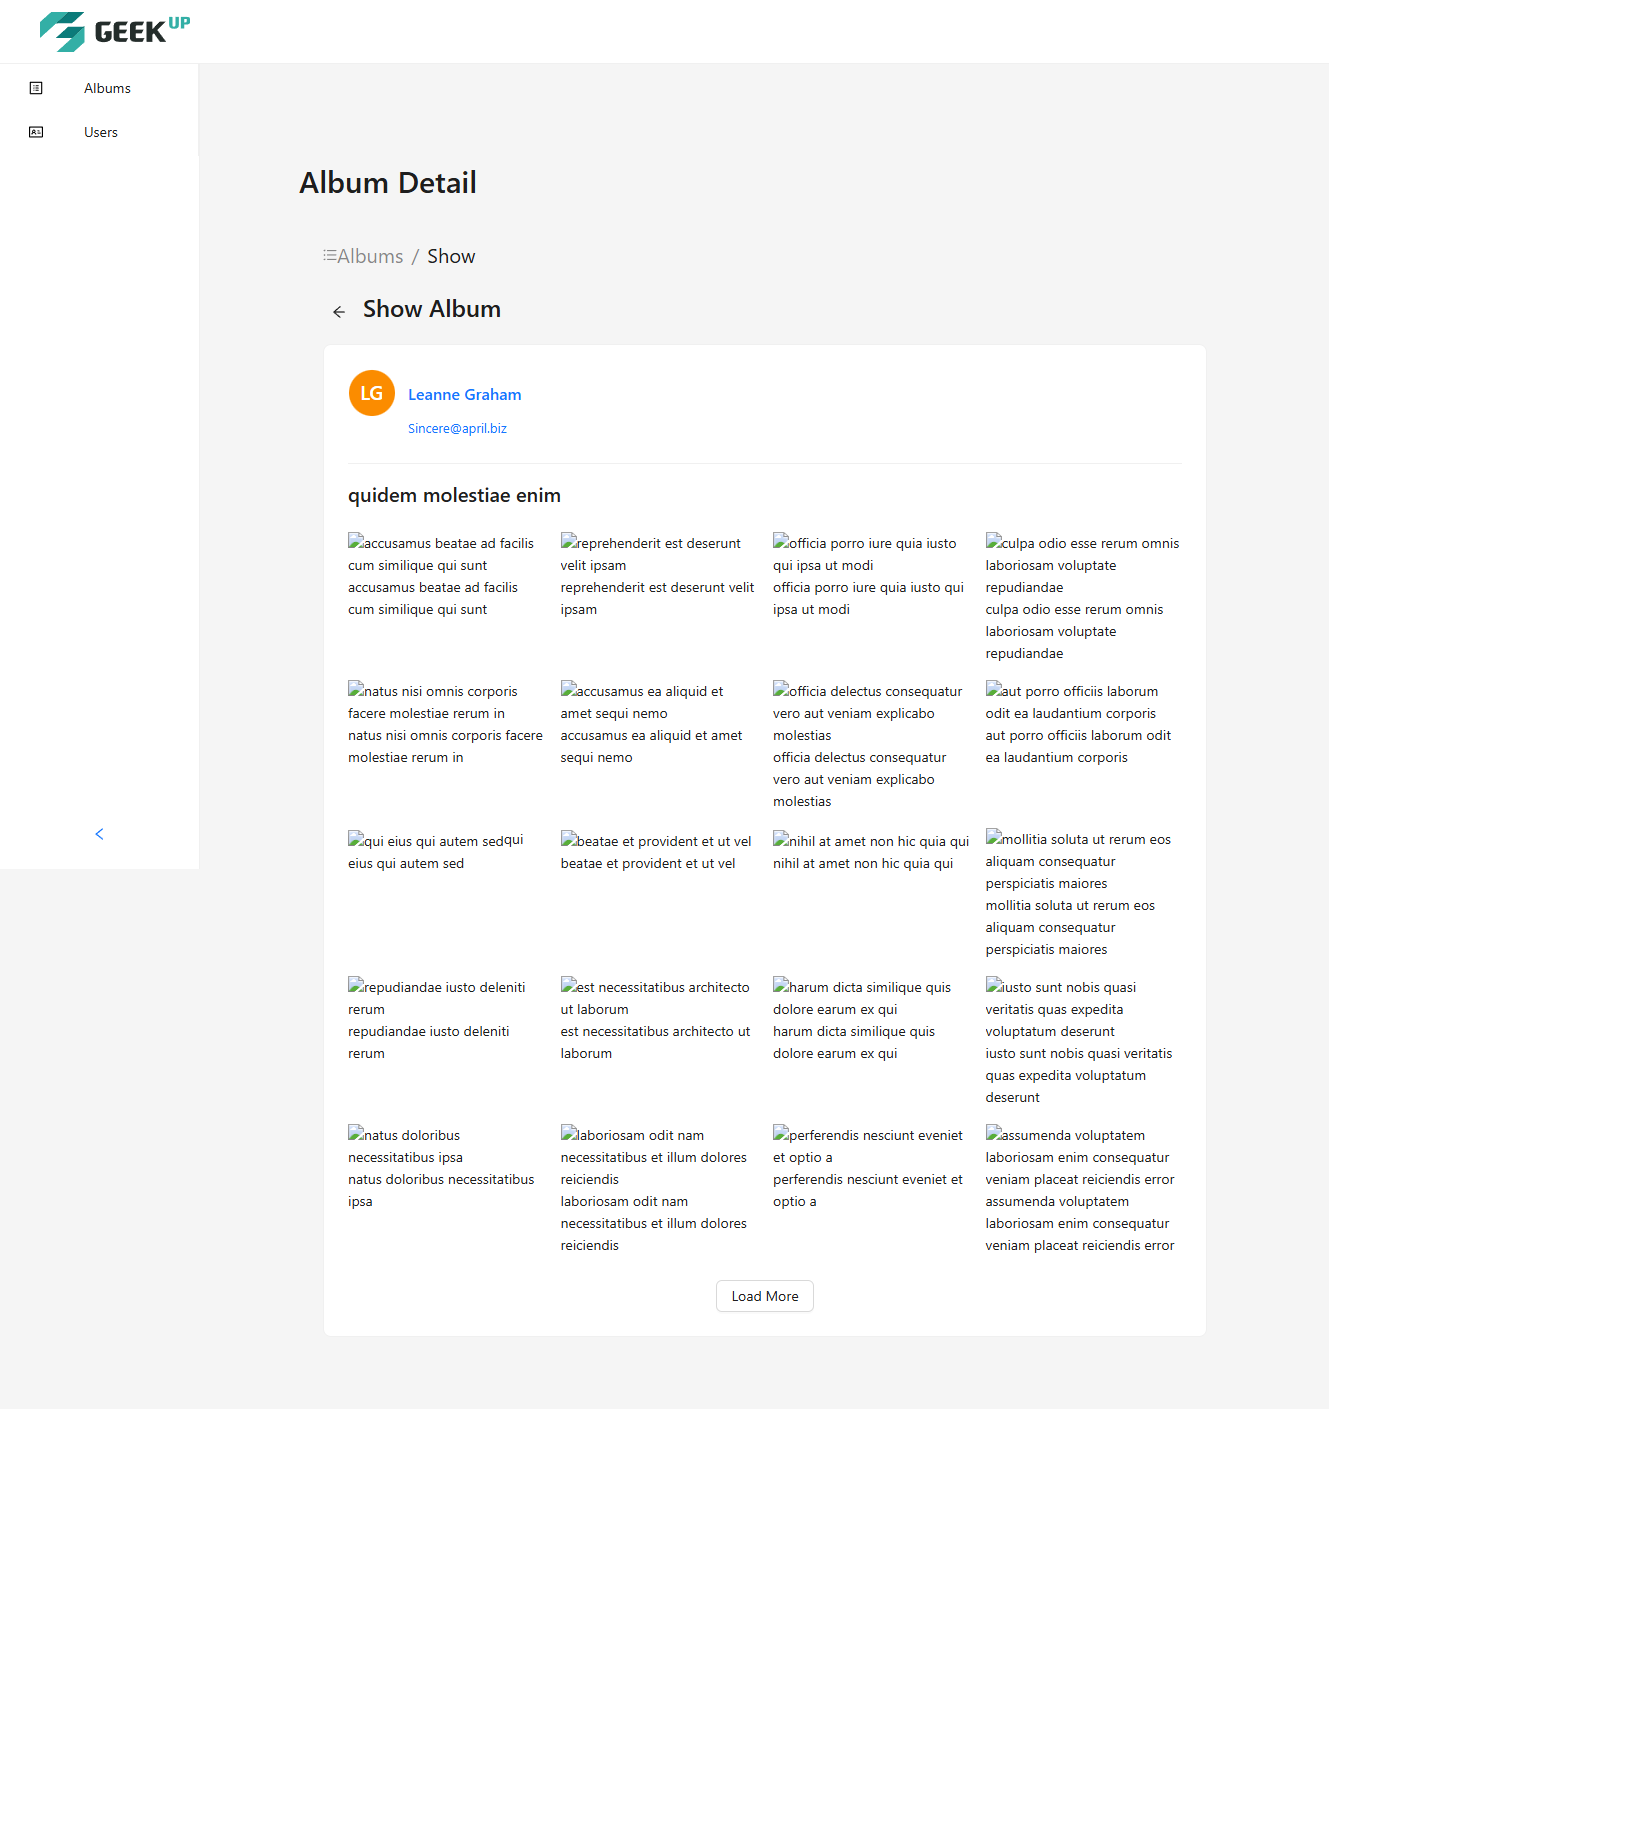 GEEK UP
Albums
Users
Album Detail
Albums / Show
Show Album
LG
Leanne Graham
Sincere@april.biz
quidem molestiae enim
accusamus beatae ad facilis
cum similique qui sunt
accusamus beatae ad facilis
cum similique qui sunt
reprehenderit est deserunt
velit ipsam
reprehenderit est deserunt velit
ipsam
officia porro iure quia iusto
qui ipsa ut modi
officia porro iure quia iusto qui
ipsa ut modi
culpa odio esse rerum omnis
laboriosam voluptate
repudiandae
culpa odio esse rerum omnis
laboriosam voluptate
repudiandae
natus nisi omnis corporis
facere molestiae rerum in
natus nisi omnis corporis facere
molestiae rerum in
accusamus ea aliquid et
amet sequi nemo
accusamus ea aliquid et amet
sequi nemo
officia delectus consequatur
vero aut veniam explicabo
molestias
officia delectus consequatur
vero aut veniam explicabo
molestias
aut porro officiis laborum
odit ea laudantium corporis
aut porro officiis laborum odit
ea laudantium corporis
qui eius qui autem sedqui
eius qui autem sed
beatae et provident et ut vel
beatae et provident et ut vel
nihil at amet non hic quia qui
nihil at amet non hic quia qui
mollitia soluta ut rerum eos
aliquam consequatur
perspiciatis maiores
mollitia soluta ut rerum eos
aliquam consequatur
perspiciatis maiores
repudiandae iusto deleniti
rerum
repudiandae iusto deleniti
rerum
est necessitatibus architecto
ut laborum
est necessitatibus architecto ut
laborum
harum dicta similique quis
dolore earum ex qui
harum dicta similique quis
dolore earum ex qui
iusto sunt nobis quasi
veritatis quas expedita
voluptatum deserunt
iusto sunt nobis quasi veritatis
quas expedita voluptatum
deserunt
natus doloribus
necessitatibus ipsa
natus doloribus necessitatibus
ipsa
laboriosam odit nam
necessitatibus et illum dolores
reiciendis
laboriosam odit nam
necessitatibus et illum dolores
reiciendis
perferendis nesciunt eveniet
et optio a
perferendis nesciunt eveniet et
optio a
assumenda voluptatem
laboriosam enim consequatur
veniam placeat reiciendis error
assumenda voluptatem
laboriosam enim consequatur
veniam placeat reiciendis error
Load More